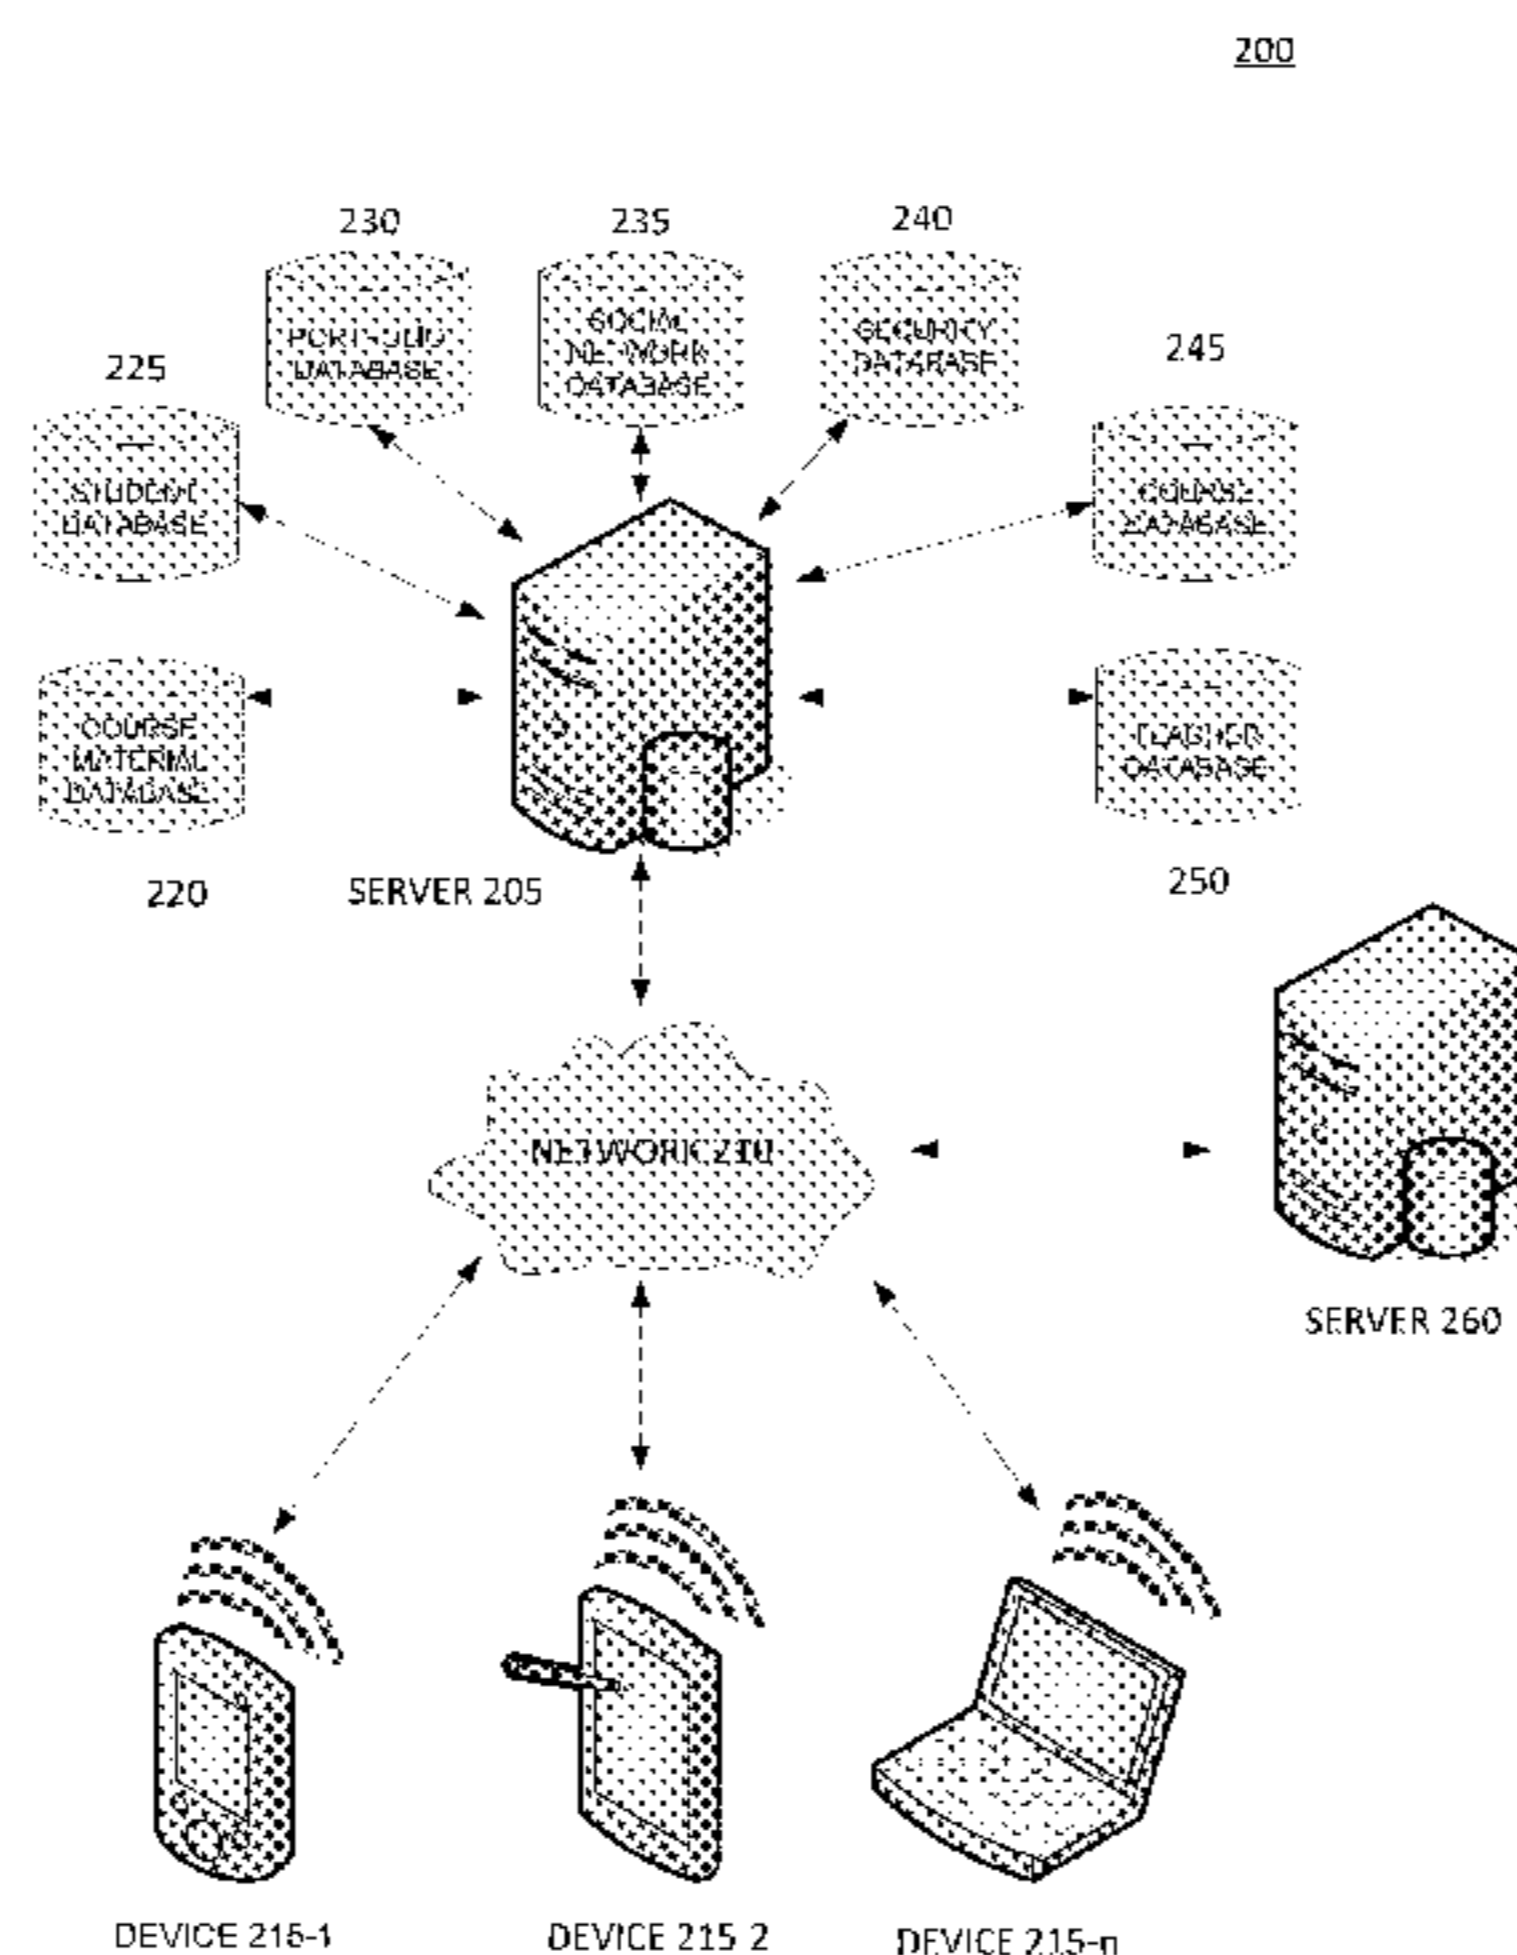 200
230
235
240
PORTFOLIO
DATABASE
SOCIAL
NETWORK
DATABASE
SECURITY
DATABASE
225
245
STUDENT
DATABASE
COURSE
DATABASE
COURSE
MATERIAL
DATABASE
TEACHER
DATABASE
220
SERVER 205
250
NETWORK 210
SERVER 260
DEVICE 215-1
DEVICE 215 2
DEVICE 215-n